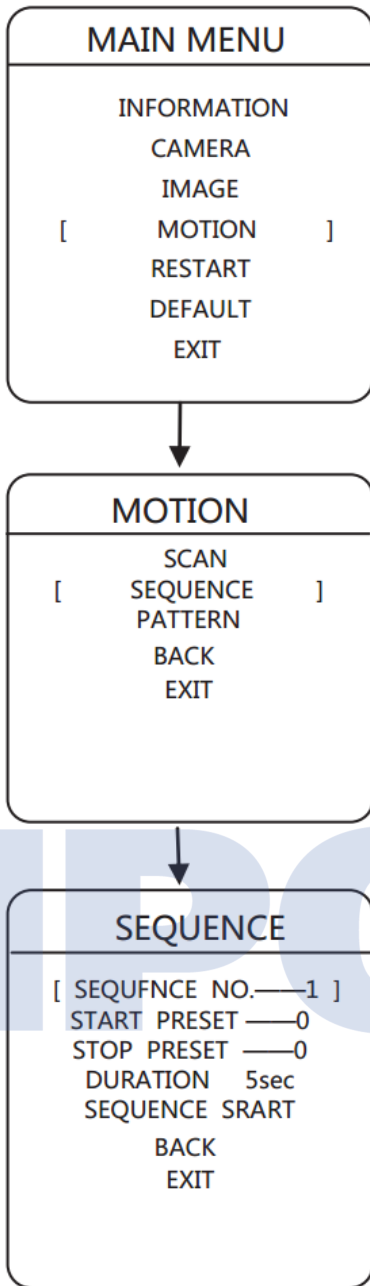 MAIN MENU
INFORMATION
CAMERA
IMAGE
[ MOTION ]
RESTART
DEFAULT
EXIT
MOTION
SCAN
[ SEQUENCE ]
PATTERN
BACK
EXIT
SEQUENCE
[ SEQUFNCE NO.——1 ]
START PRESET ——0
STOP PRESET ——0
DURATION 5sec
SEQUENCE SRART
BACK
EXIT